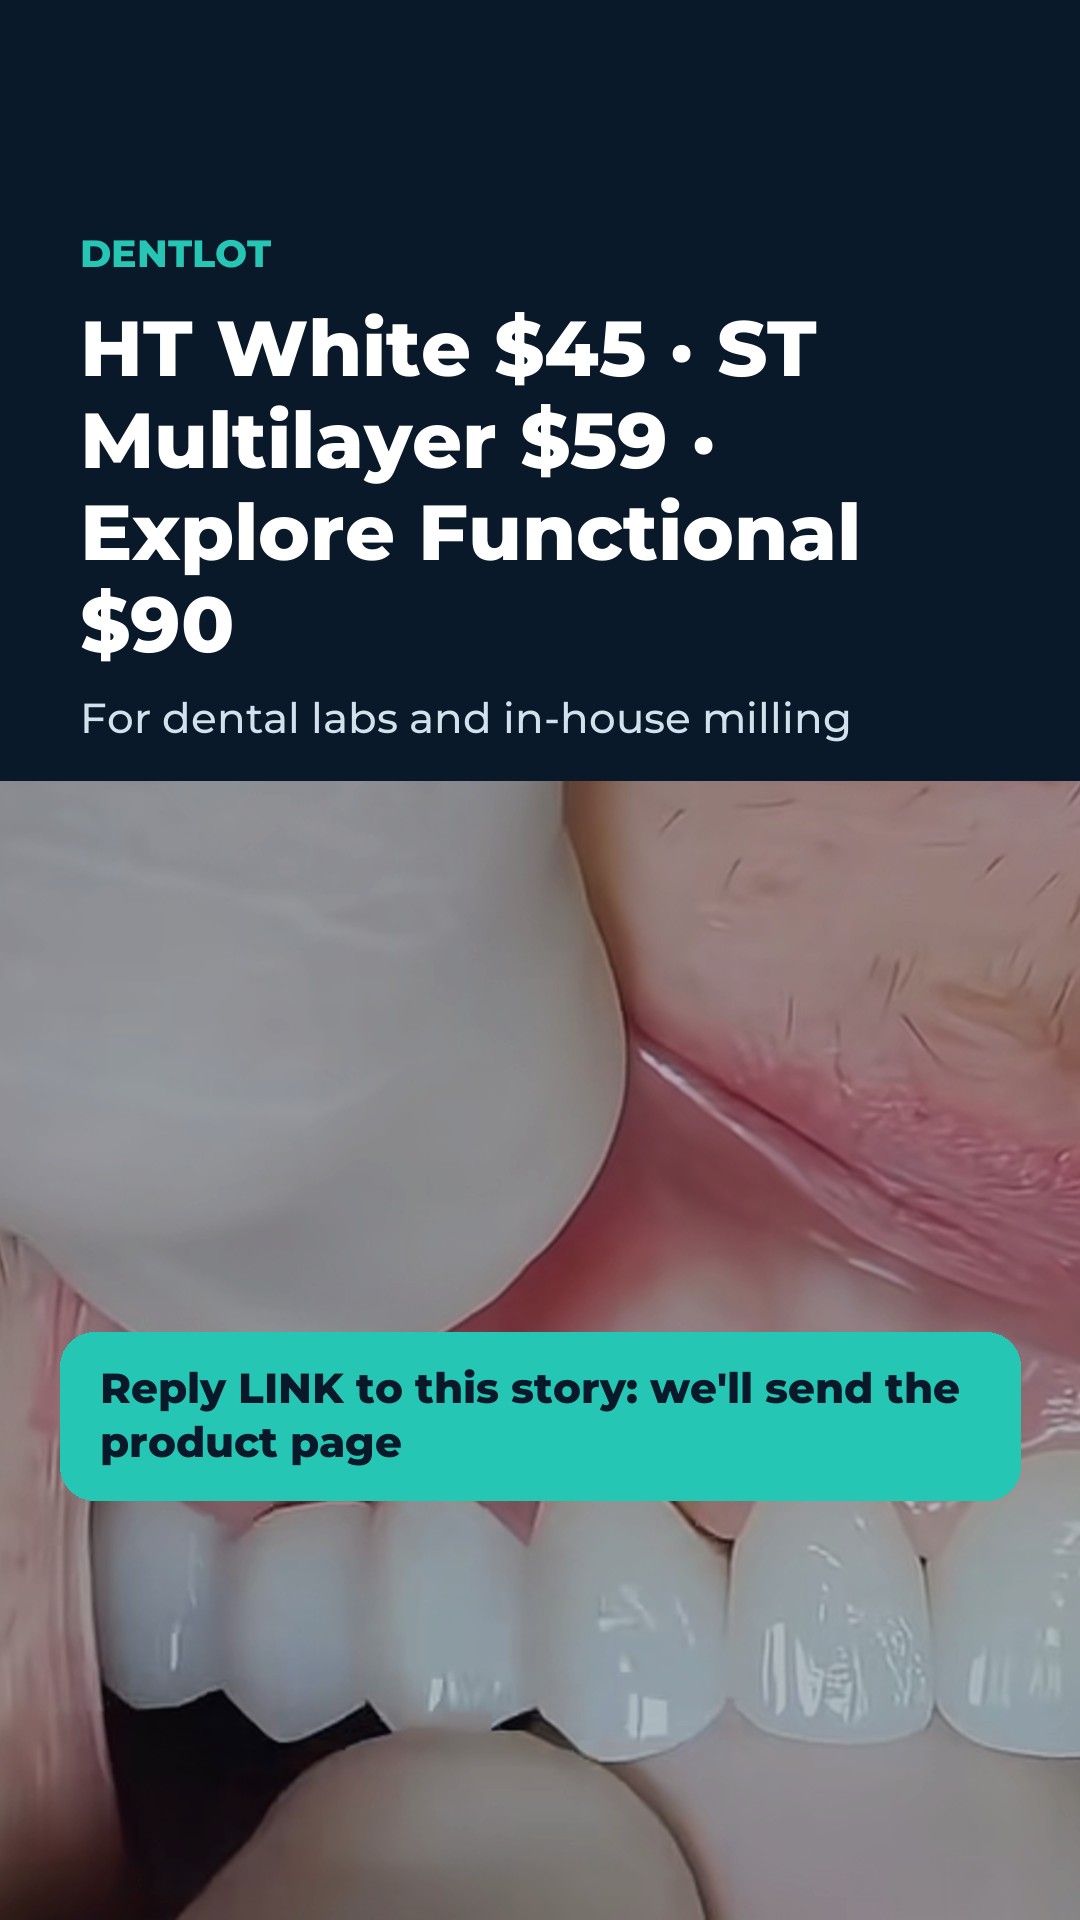 DENTLOT
HT White $45 · ST
Multilayer $59 ·
Explore Functional
$90
For dental labs and in-house milling
Reply LINK to this story: we'll send the
product page